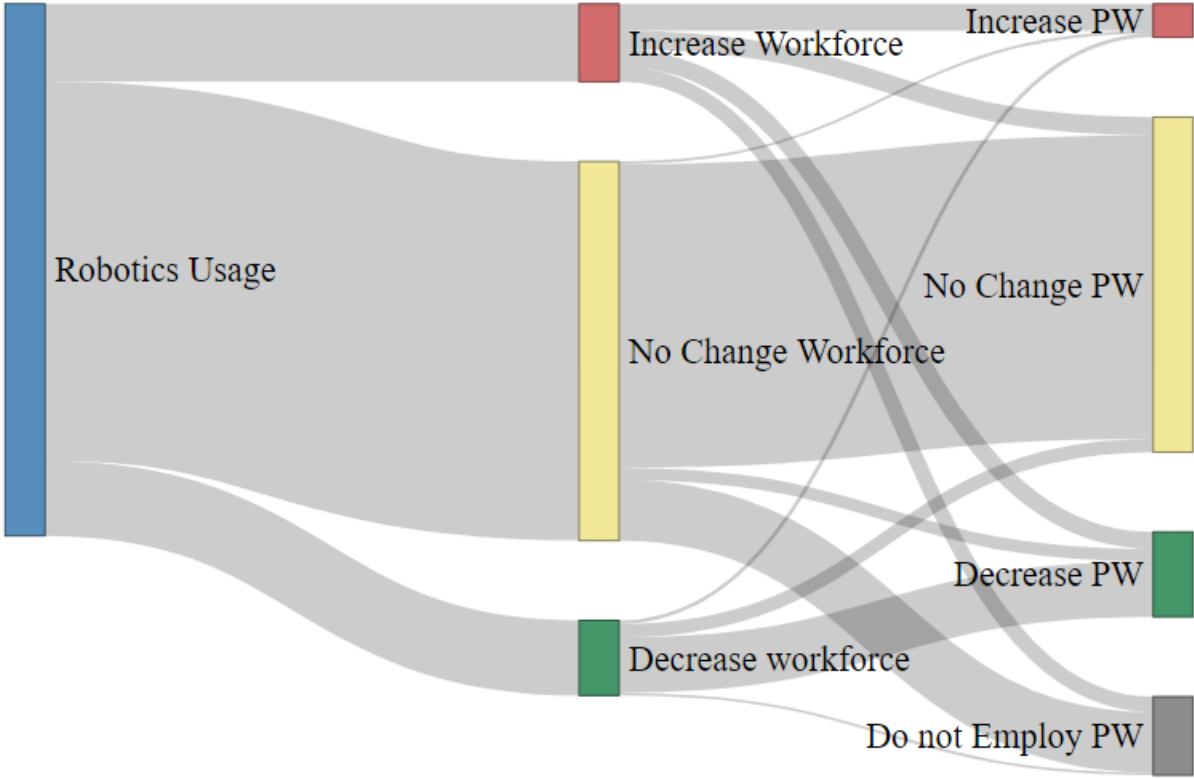 Increase PW
Increase Workforce
Robotics Usage
No Change PW
No Change Workforce
Decrease PW
Decrease workforce
Do not Employ PW